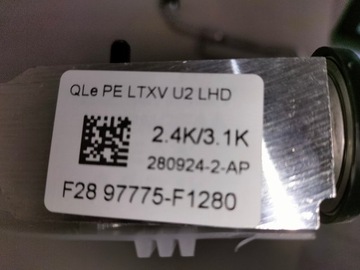 QLe PE LTXV U2 LHD
2.4K/3.1K
280924-2-AP
F28 97775-F1280